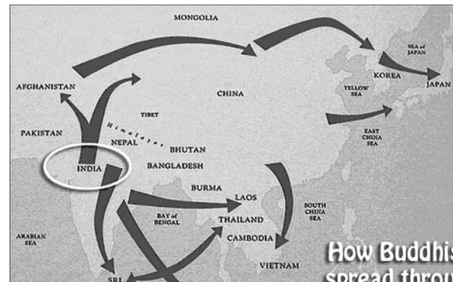 MONGOLIA
SEA of
JAPAN
KOREA
JAPAN
AFGHANISTAN
CHINA
YELLOW
SEA
TIBET
PAKISTAN
Himalayas
EAST
CHINA
SEA
NEPAL
BHUTAN
INDIA
BANGLADESH
BURMA
LAOS
BAY of
BENGAL
SOUTH
CHINA
SEA
THAILAND
ARABIAN
SEA
CAMBODIA
How Buddhis
VIETNAM
spread throu
SRI